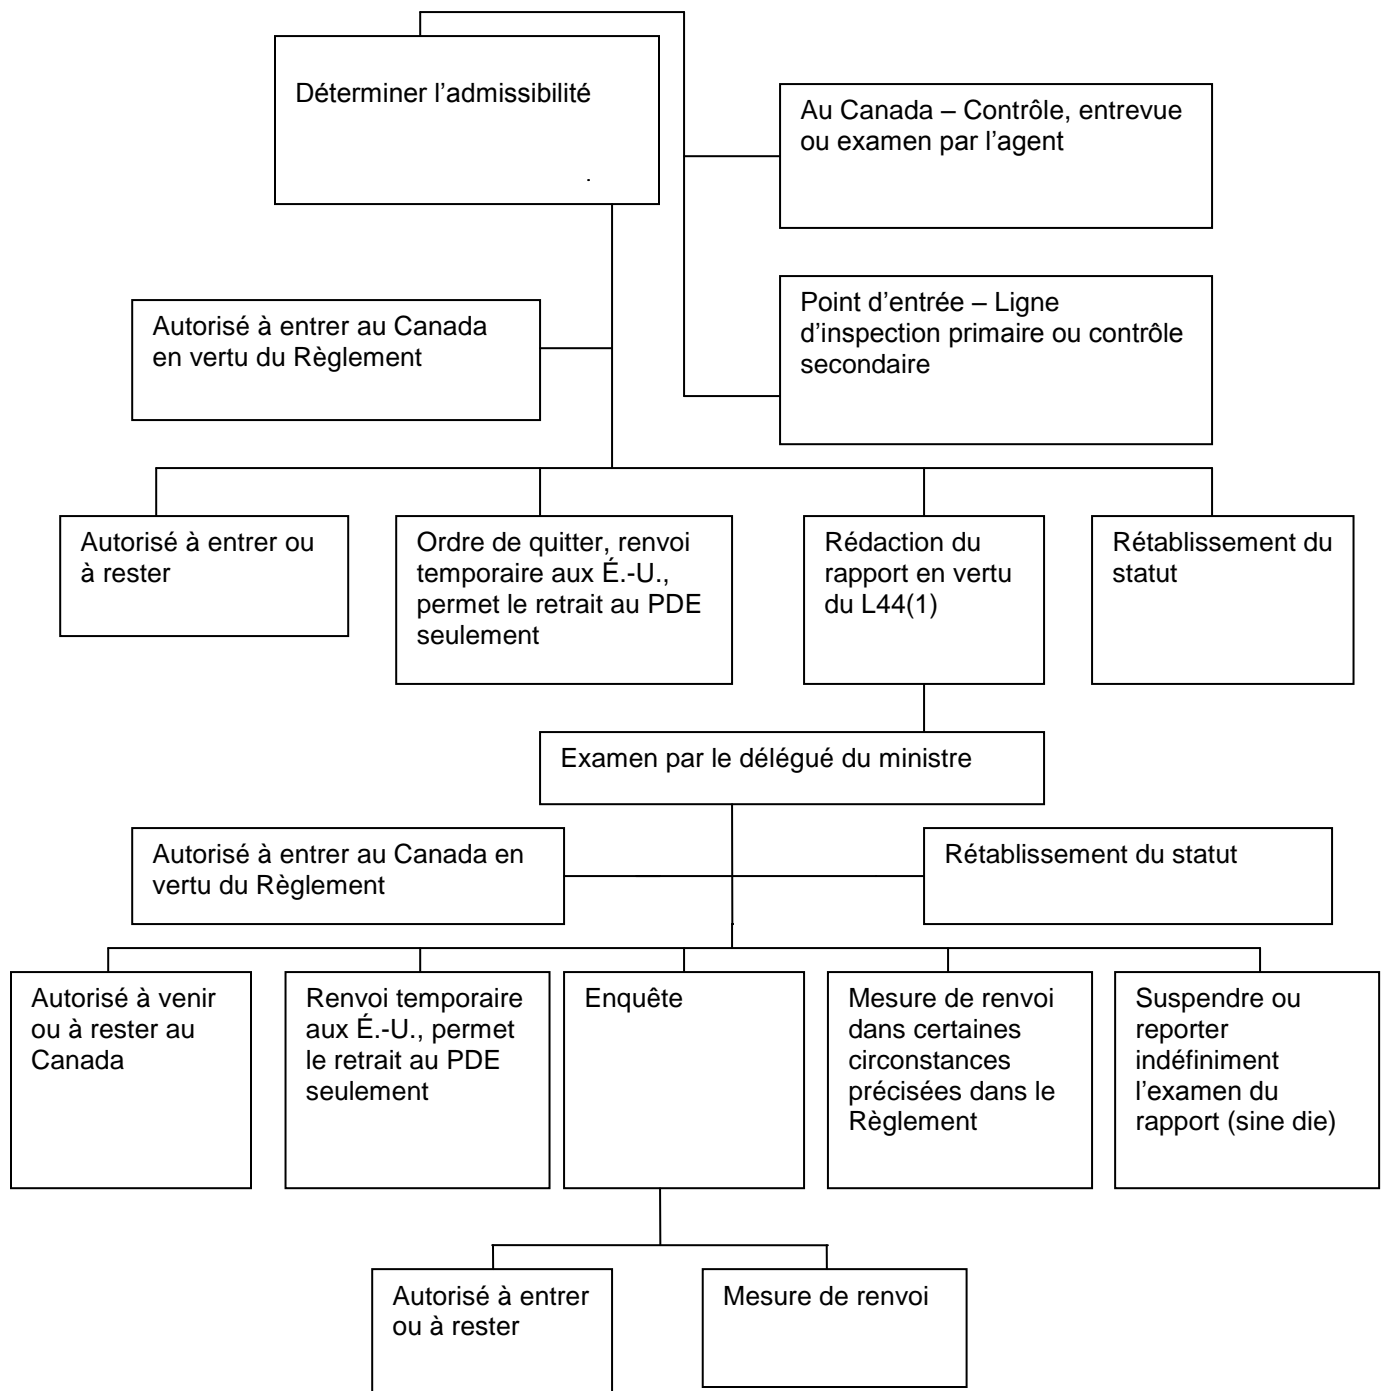 Déterminer l'admissibilité
.
Au Canada – Contrôle, entrevue
ou examen par l'agent
Point d'entrée – Ligne
d'inspection primaire ou contrôle
secondaire
Autorisé à entrer au Canada
en vertu du Règlement
Autorisé à entrer ou
à rester
Ordre de quitter, renvoi
temporaire aux É.-U.,
permet le retrait au PDE
seulement
Rédaction du
rapport en vertu
du L44(1)
Rétablissement du
statut
Examen par le délégué du ministre
Autorisé à entrer au Canada en
vertu du Règlement
Rétablissement du statut
Autorisé à venir
ou à rester au
Canada
Renvoi temporaire
aux É.-U., permet
le retrait au PDE
seulement
Enquête
Mesure de renvoi
dans certaines
circonstances
précisées dans le
Règlement
Suspendre ou
reporter
indéfiniment
l'examen du
rapport (sine die)
Autorisé à entrer
ou à rester
Mesure de renvoi